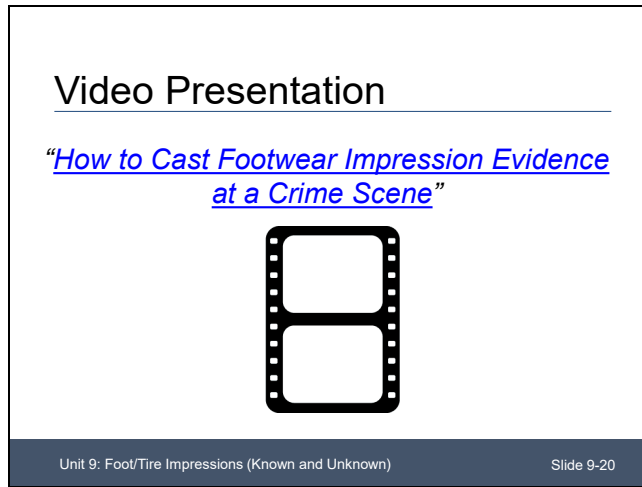 Video Presentation
“How to Cast Footwear Impression Evidence
at a Crime Scene”
Unit 9: Foot/Tire Impressions (Known and Unknown)
Slide 9-20